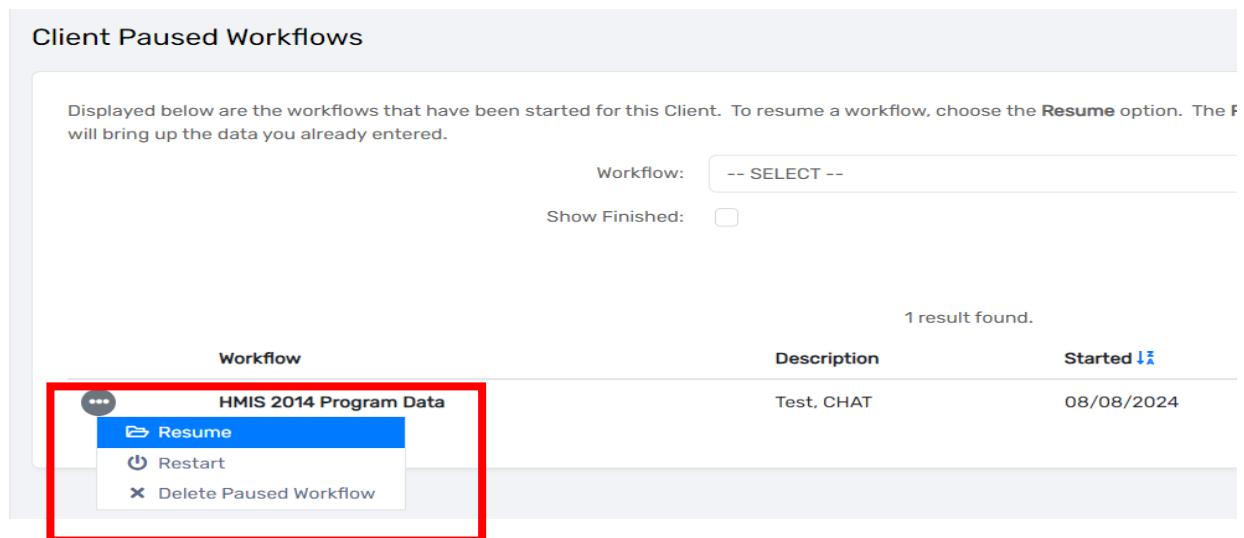 Client Paused Workflows
Displayed below are the workflows that have been started for this Client. To resume a workflow, choose the Resume option. The
will bring up the data you already entered.
Workflow: -- SELECT --
Show Finished:
1 result found.
Workflow Description Started
HMIS 2014 Program Data Test, CHAT 08/08/2024
Resume
Restart
Delete Paused Workflow